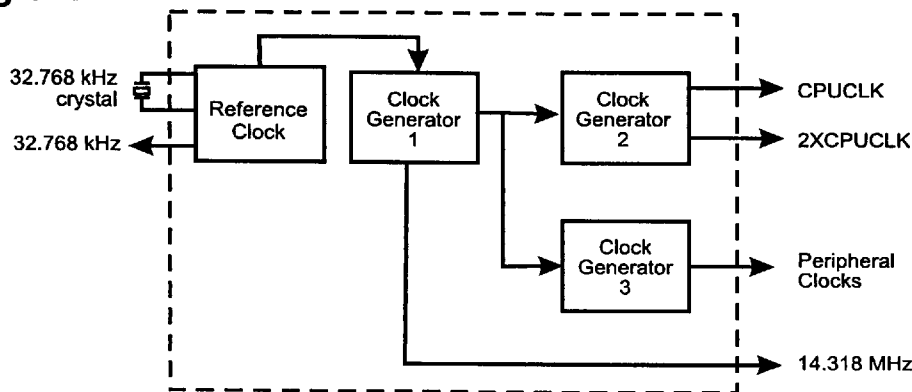 32.768 kHz
crystal
32.768 kHz
Reference
Clock
Clock
Generator
1
Clock
Generator
2
Clock
Generator
3
CPUCLK
2XCPUCLK
Peripheral
Clocks
14.318 MHz